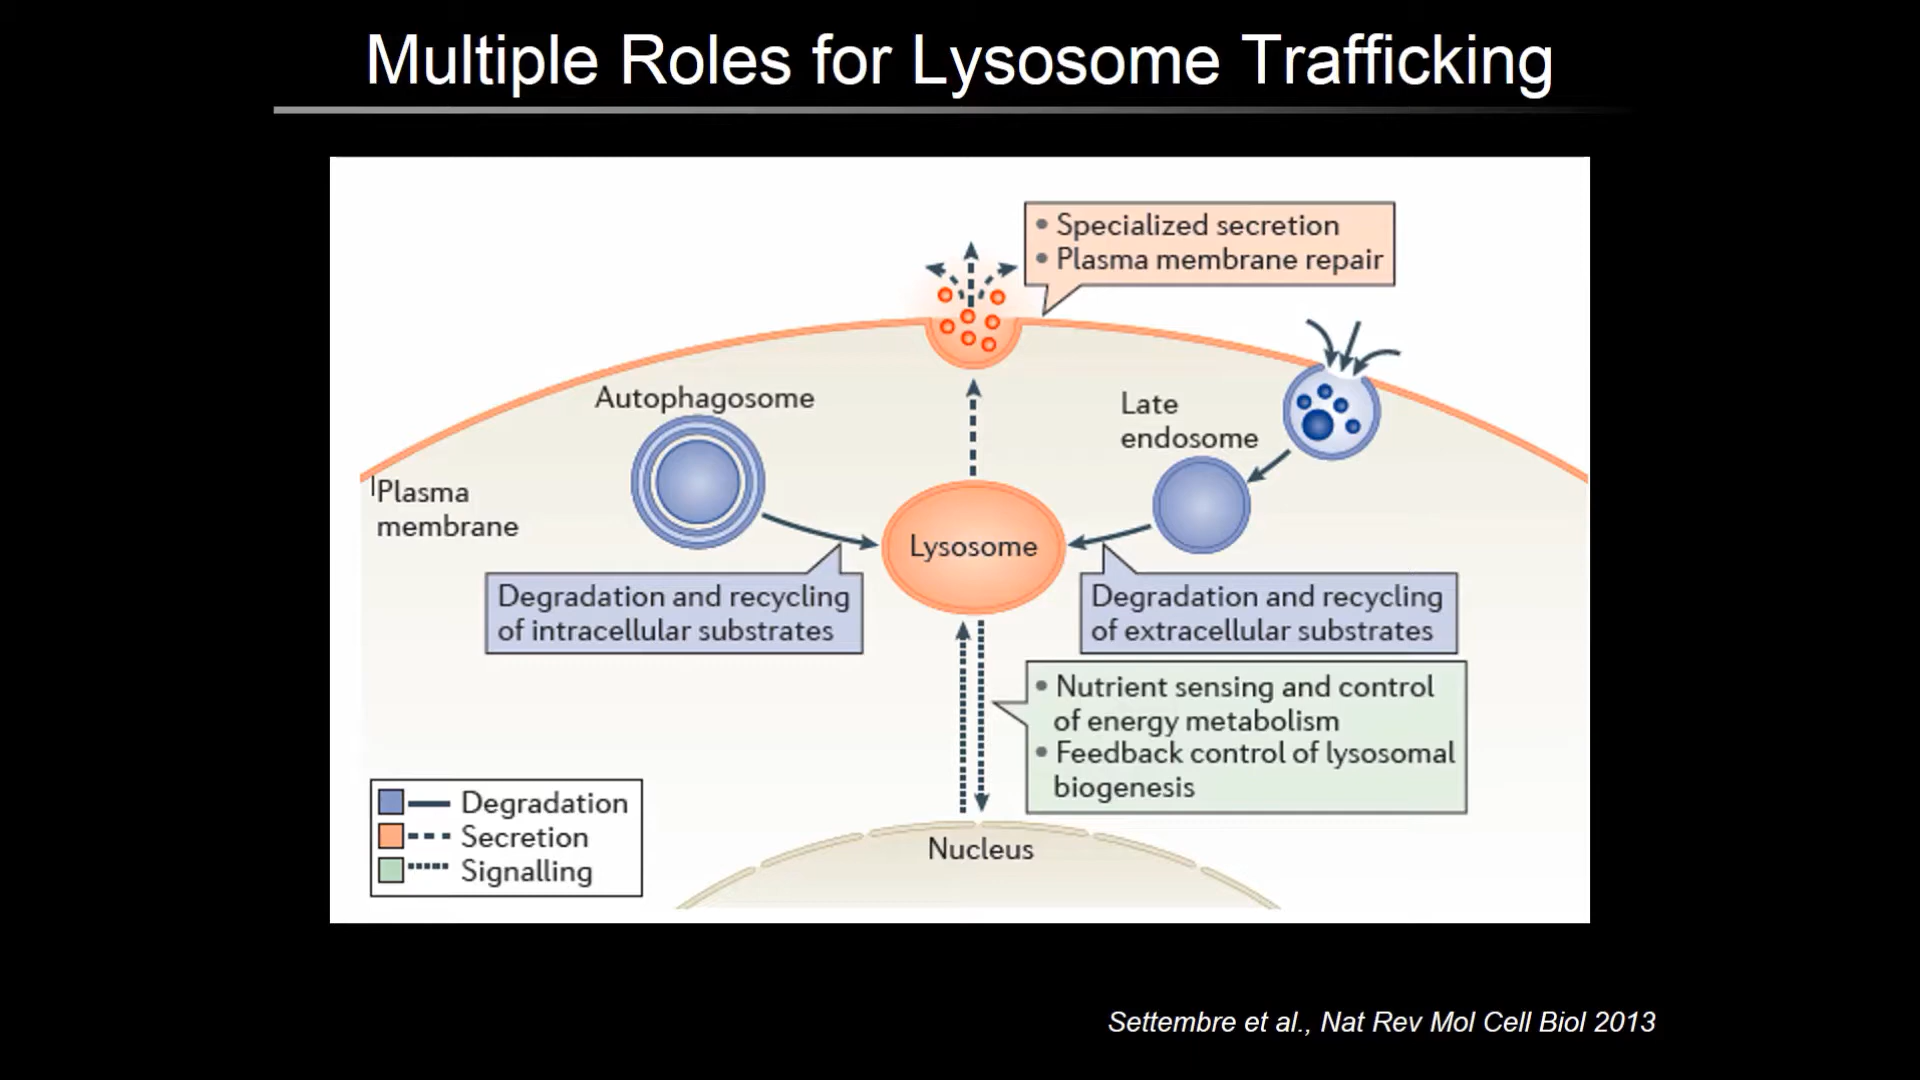 Multiple Roles for Lysosome Trafficking
• Specialized secretion
• Plasma membrane repair
Autophagosome
Late
endosome
Plasma
membrane
Lysosome
Degradation and recycling
of intracellular substrates
Degradation and recycling
of extracellular substrates
• Nutrient sensing and control
of energy metabolism
• Feedback control of lysosomal
biogenesis
Degradation
Secretion
Signalling
Nucleus
Settembre et al., Nat Rev Mol Cell Biol 2013